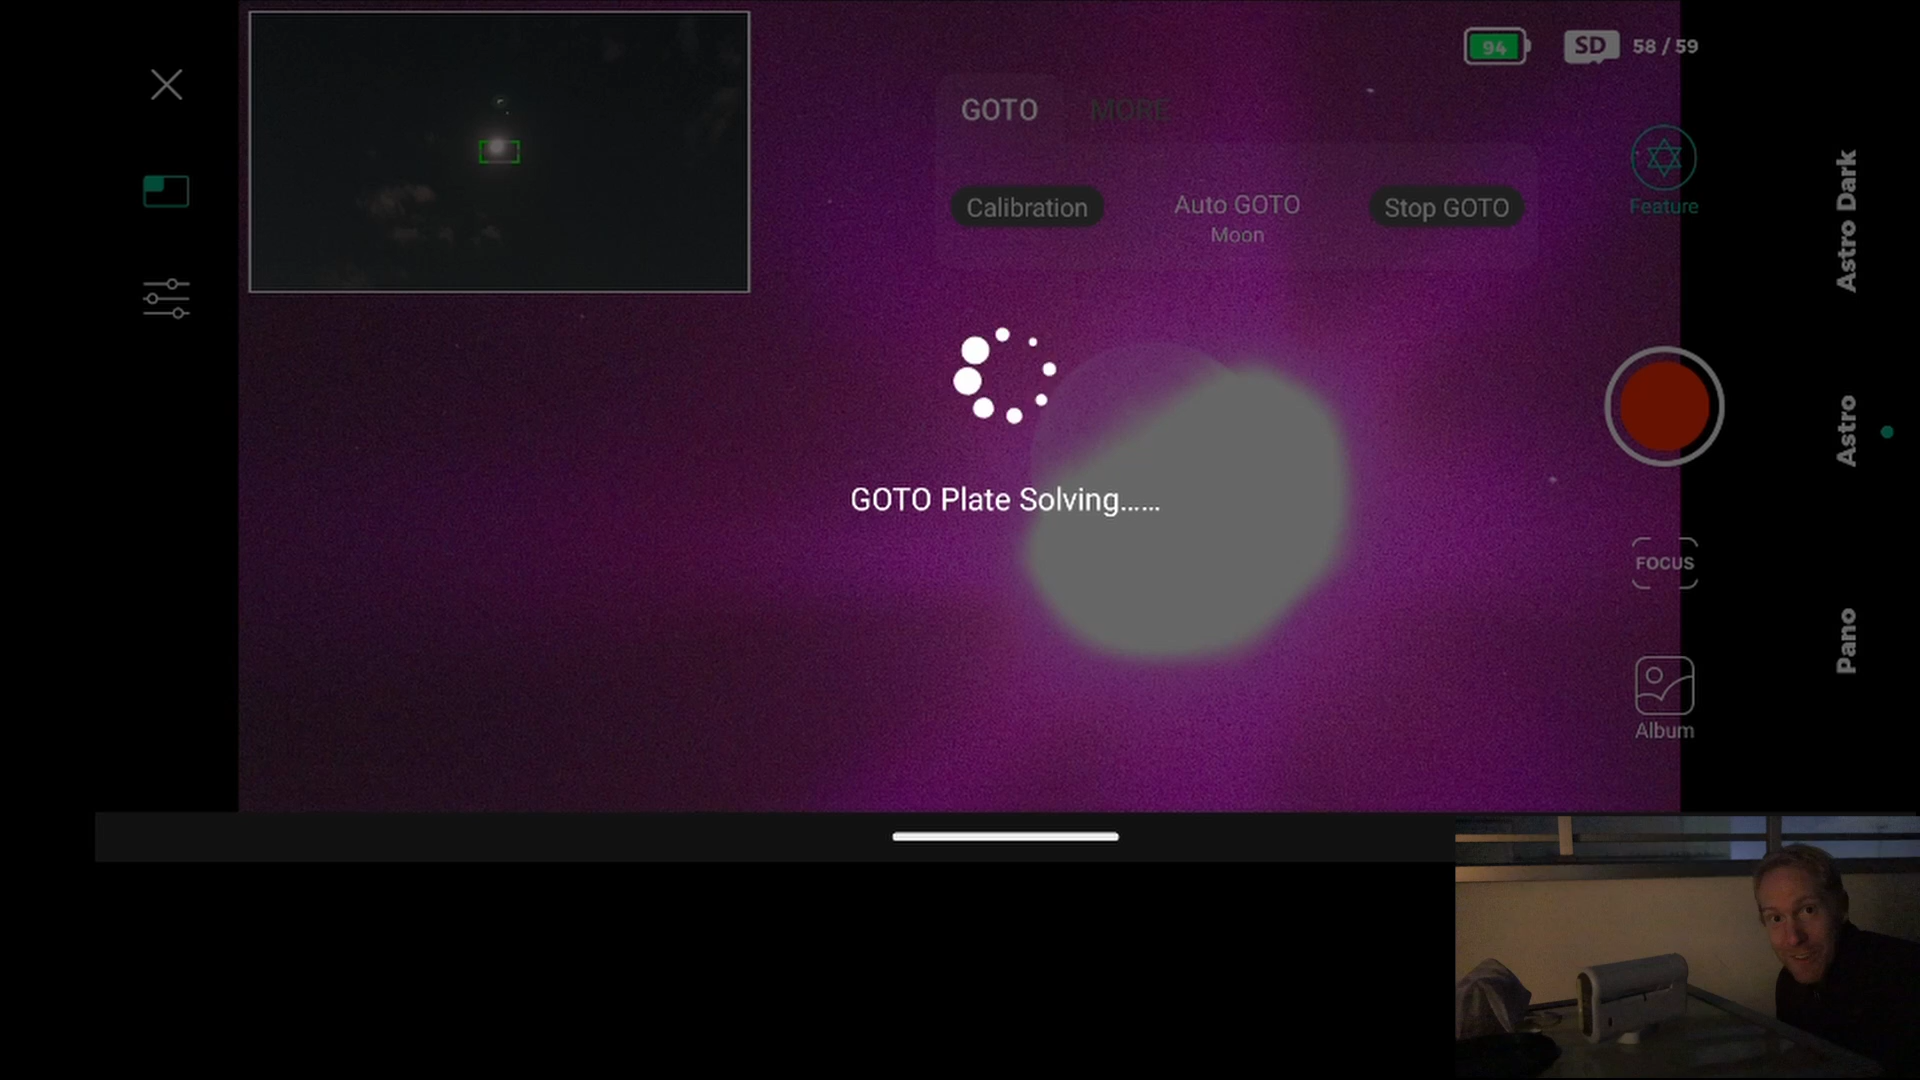 94
SD
58 / 59
GOTO
MORE
Calibration
Auto GOTO
Stop GOTO
Moon
Feature
Astro Dark
GOTO Plate Solving......
Astro
FOCUS
Pano
Album